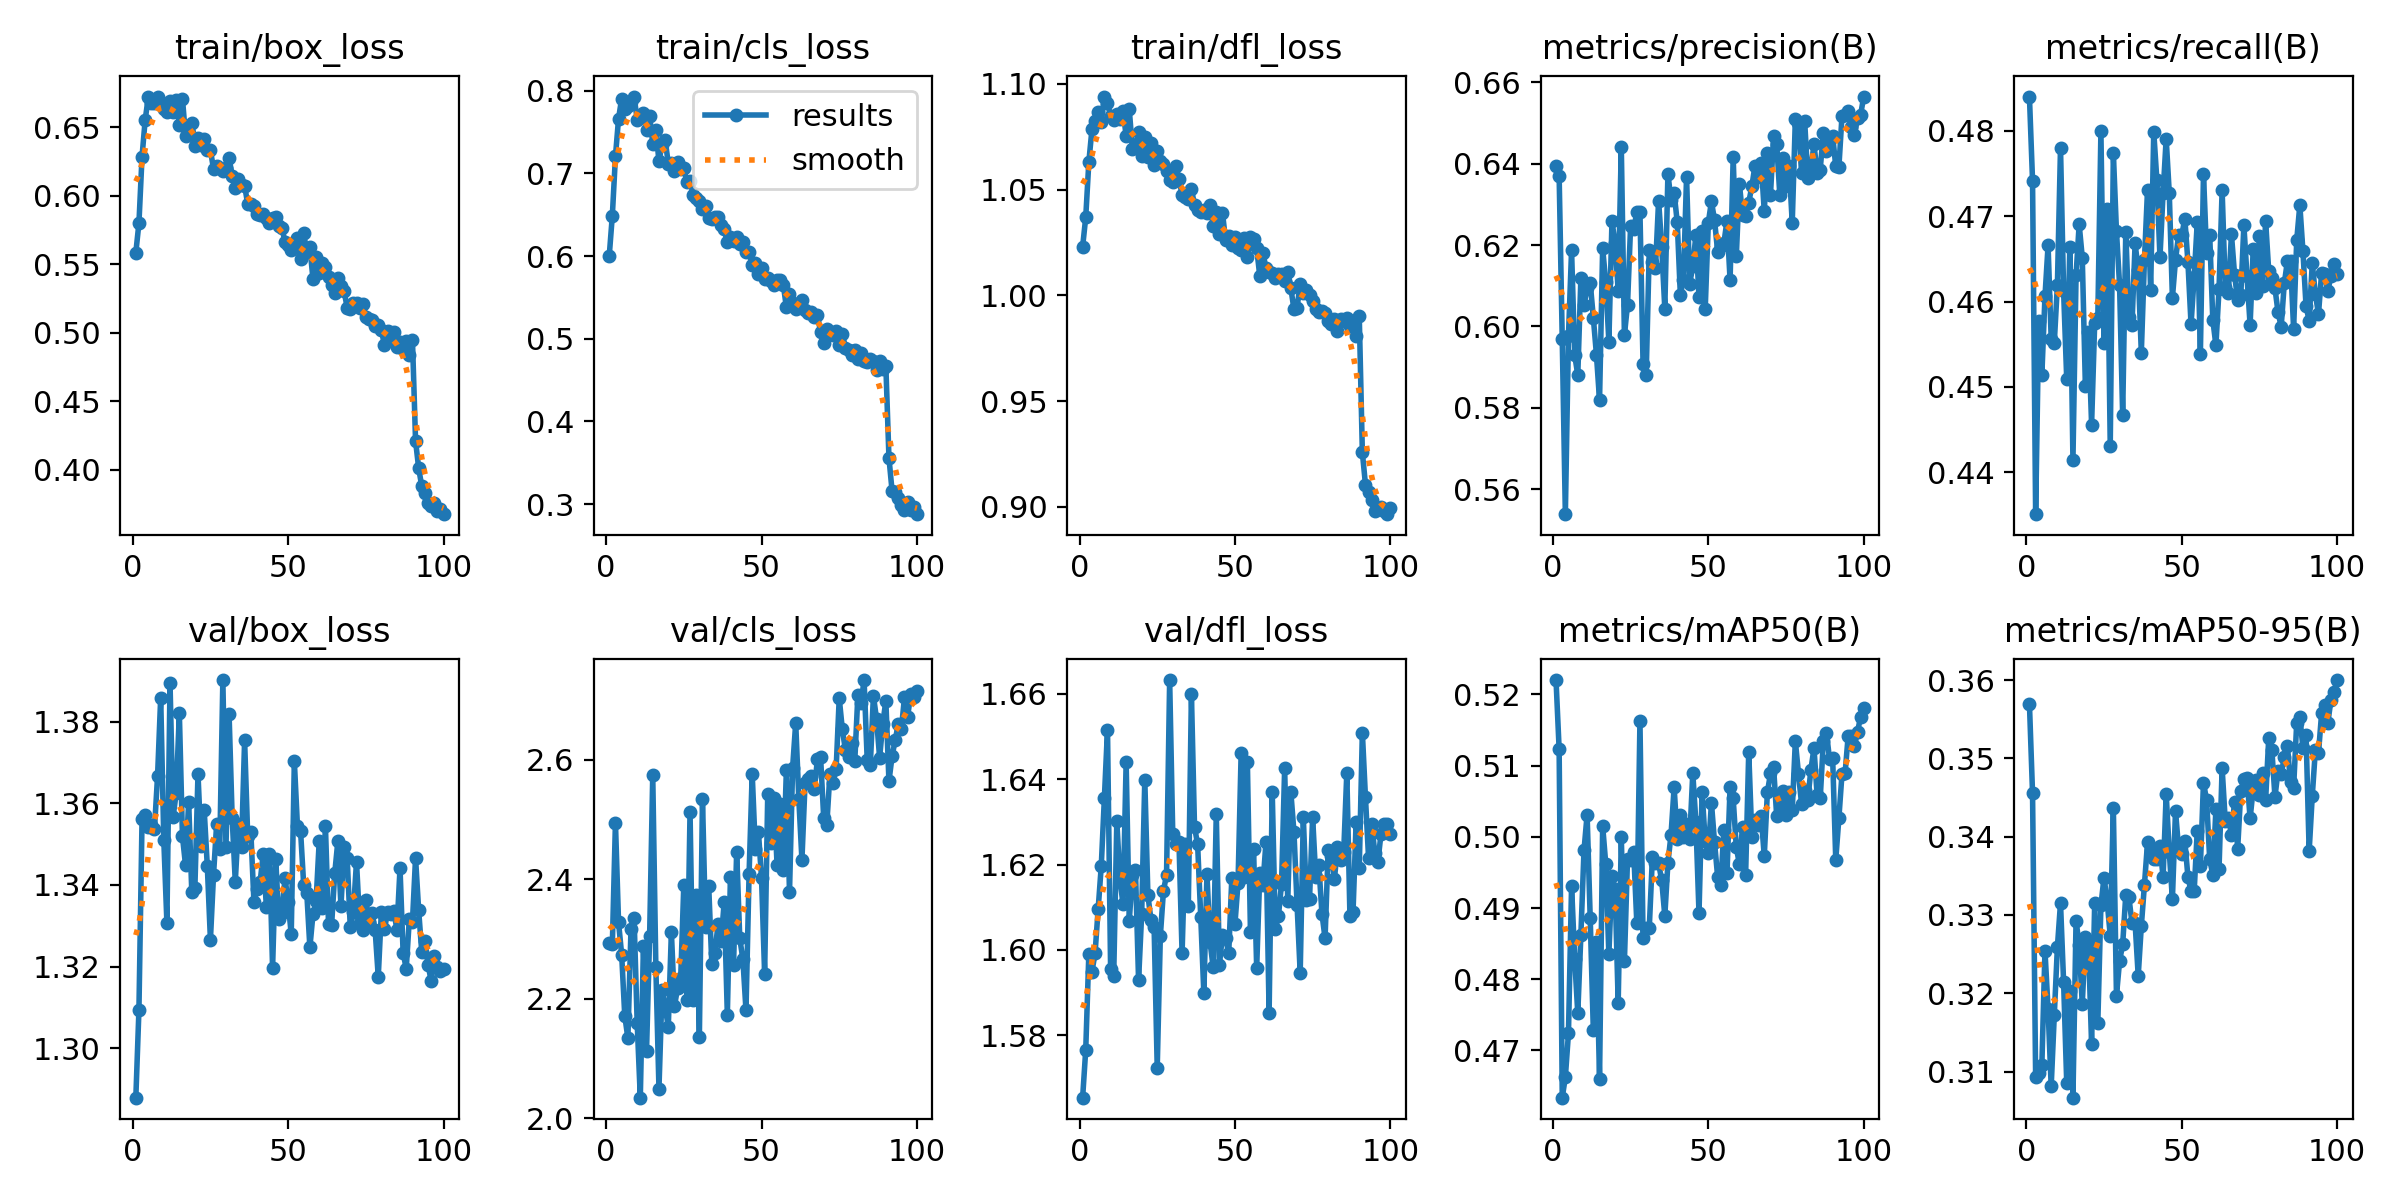 train/box_loss
0.65
0.60
0.55
0.50
0.45
0.40
0 50 100
train/cls_loss
results
smooth
0.8
0.7
0.6
0.5
0.4
0.3
0 50 100
train/dfl_loss
1.10
1.05
1.00
0.95
0.90
0 50 100
metrics/precision(B)
0.66
0.64
0.62
0.60
0.58
0.56
0 50 100
metrics/recall(B)
0.48
0.47
0.46
0.45
0.44
0 50 100
val/box_loss
1.38
1.36
1.34
1.32
1.30
0 50 100
val/cls_loss
2.6
2.4
2.2
2.0
0 50 100
val/dfl_loss
1.66
1.64
1.62
1.60
1.58
0 50 100
metrics/mAP50(B)
0.52
0.51
0.50
0.49
0.48
0.47
0 50 100
metrics/mAP50-95(B)
0.36
0.35
0.34
0.33
0.32
0.31
0 50 100